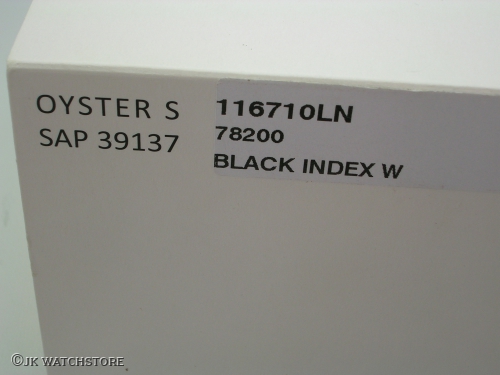 OYSTER S
SAP 39137
116710LN
78200
BLACK INDEX W
©JK WATCHSTORE